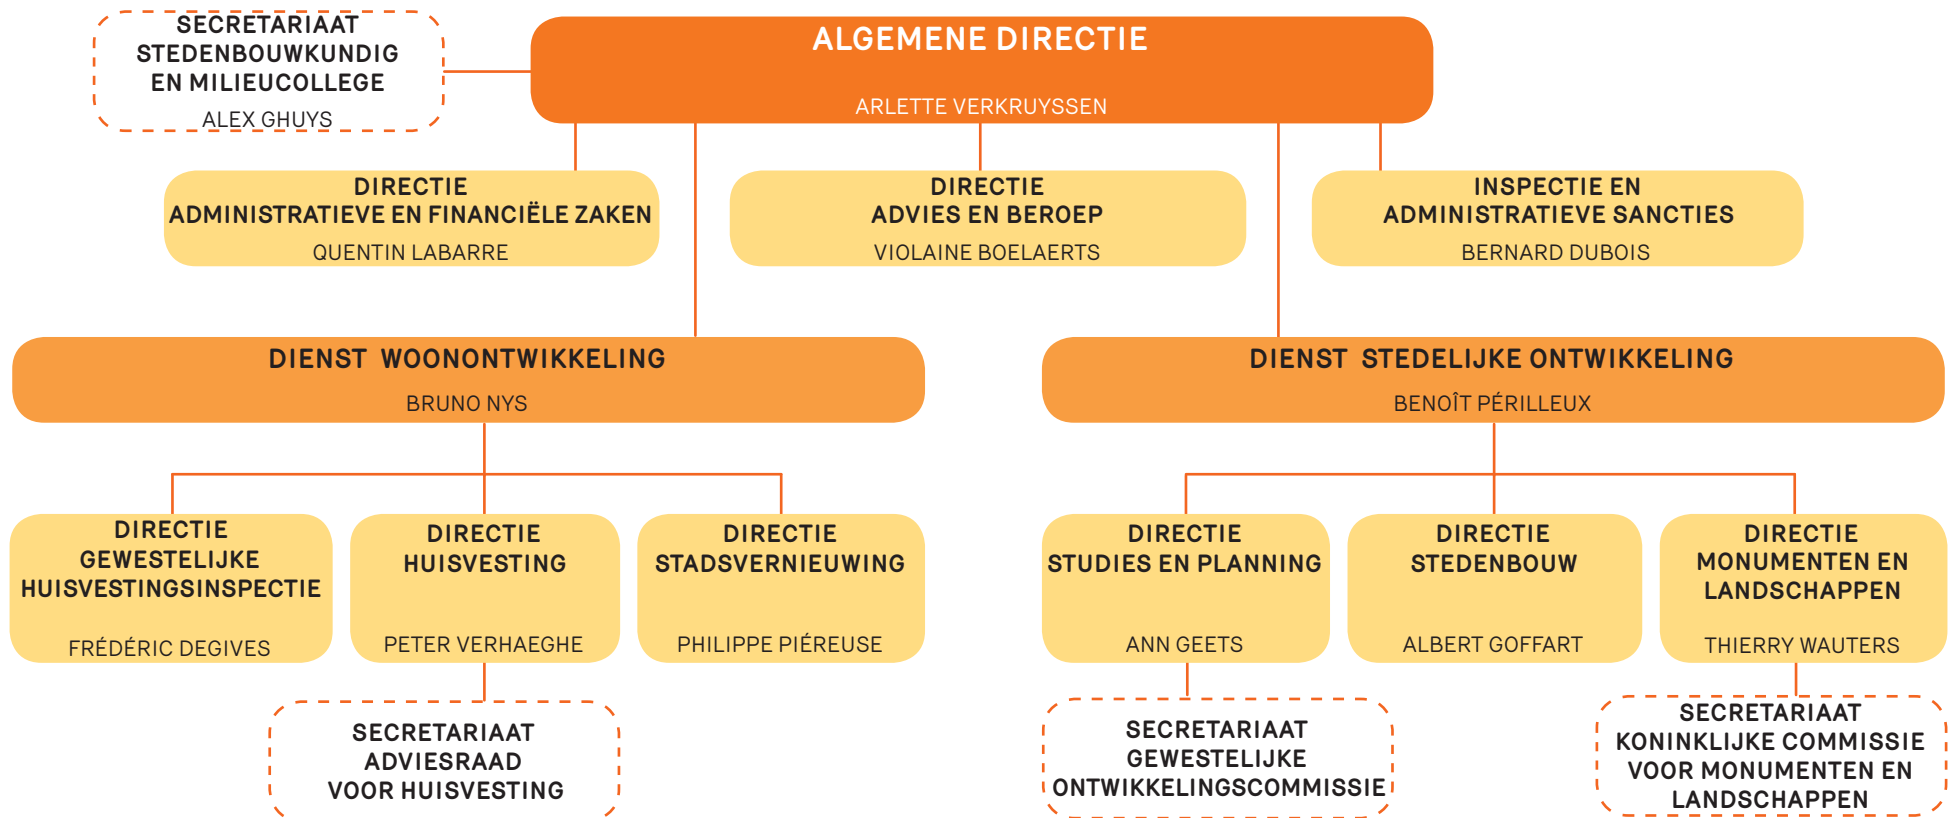 SECRETARIAAT
STEDENBOUWKUNDIG
EN MILIEUCOLLEGE
ALEX GHUYS
ALGEMENE DIRECTIE
ARLETTE VERKRUYSSEN
DIRECTIE
ADMINISTRATIEVE EN FINANCIËLE ZAKEN
QUENTIN LABARRE
DIRECTIE
ADVIES EN BEROEP
VIOLAINE BOELAERTS
INSPECTIE EN
ADMINISTRATIEVE SANCTIES
BERNARD DUBOIS
DIENST WOONONTWIKKELING
BRUNO NYS
DIENST STEDELIJKE ONTWIKKELING
BENOÎT PÉRILLEUX
DIRECTIE
GEWESTELIJKE
HUISVESTINGSINSPECTIE
FRÉDÉRIC DEGIVES
DIRECTIE
HUISVESTING
PETER VERHAEGHE
DIRECTIE
STADSVERNIEUWING
PHILIPPE PIÉREUSE
DIRECTIE
STUDIES EN PLANNING
ANN GEETS
DIRECTIE
STEDENBOUW
ALBERT GOFFART
DIRECTIE
MONUMENTEN EN
LANDSCHAPPEN
THIERRY WAUTERS
SECRETARIAAT
ADVIESRAAD
VOOR HUISVESTING
SECRETARIAAT
GEWESTELIJKE
ONTWIKKELINGSCOMMISSIE
SECRETARIAAT
KONINKLIJKE COMMISSIE
VOOR MONUMENTEN EN
LANDSCHAPPEN